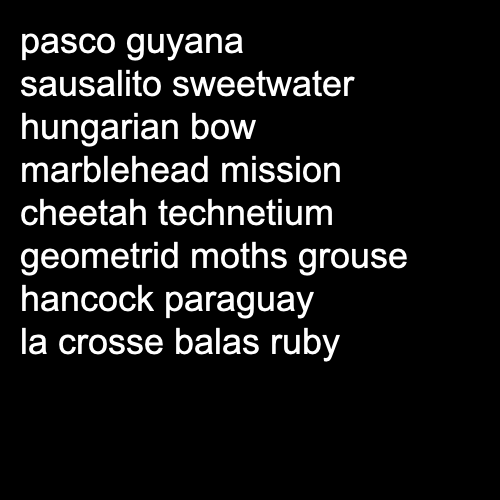 pasco guyana
sausalito sweetwater
hungarian bow
marblehead mission
cheetah technetium
geometrid moths grouse
hancock paraguay
la crosse balas ruby